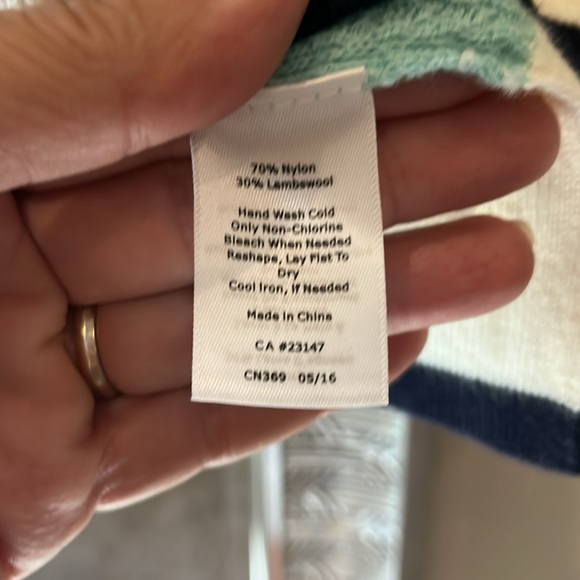 70% Nylon
30% Lambswool
Hand Wash Cold
Only Non-Chlorine
Bleach When Needed
Reshape, Lay Flat To
Dry
Cool Iron, If Needed
Made in China
CA #23147
CN369 05/16